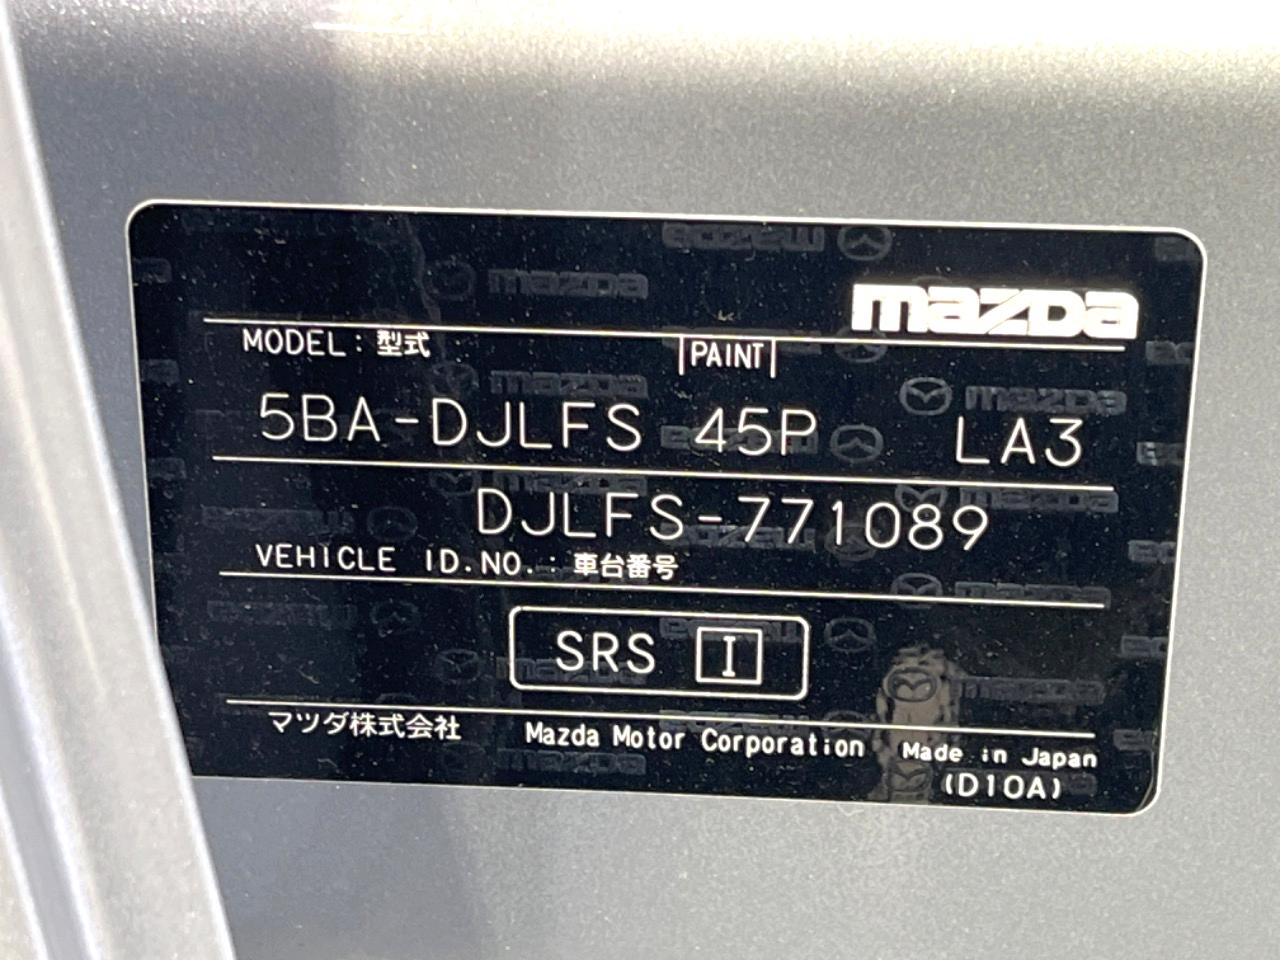 mazda
MODEL: 型式 PAINT
5BA-DJLFS 45P LA3
DJLFS-771089
VEHICLE ID.NO.: 車台番号
SRS I
マツダ株式会社 Mazda Motor Corporation Made in Japan
(D10A)